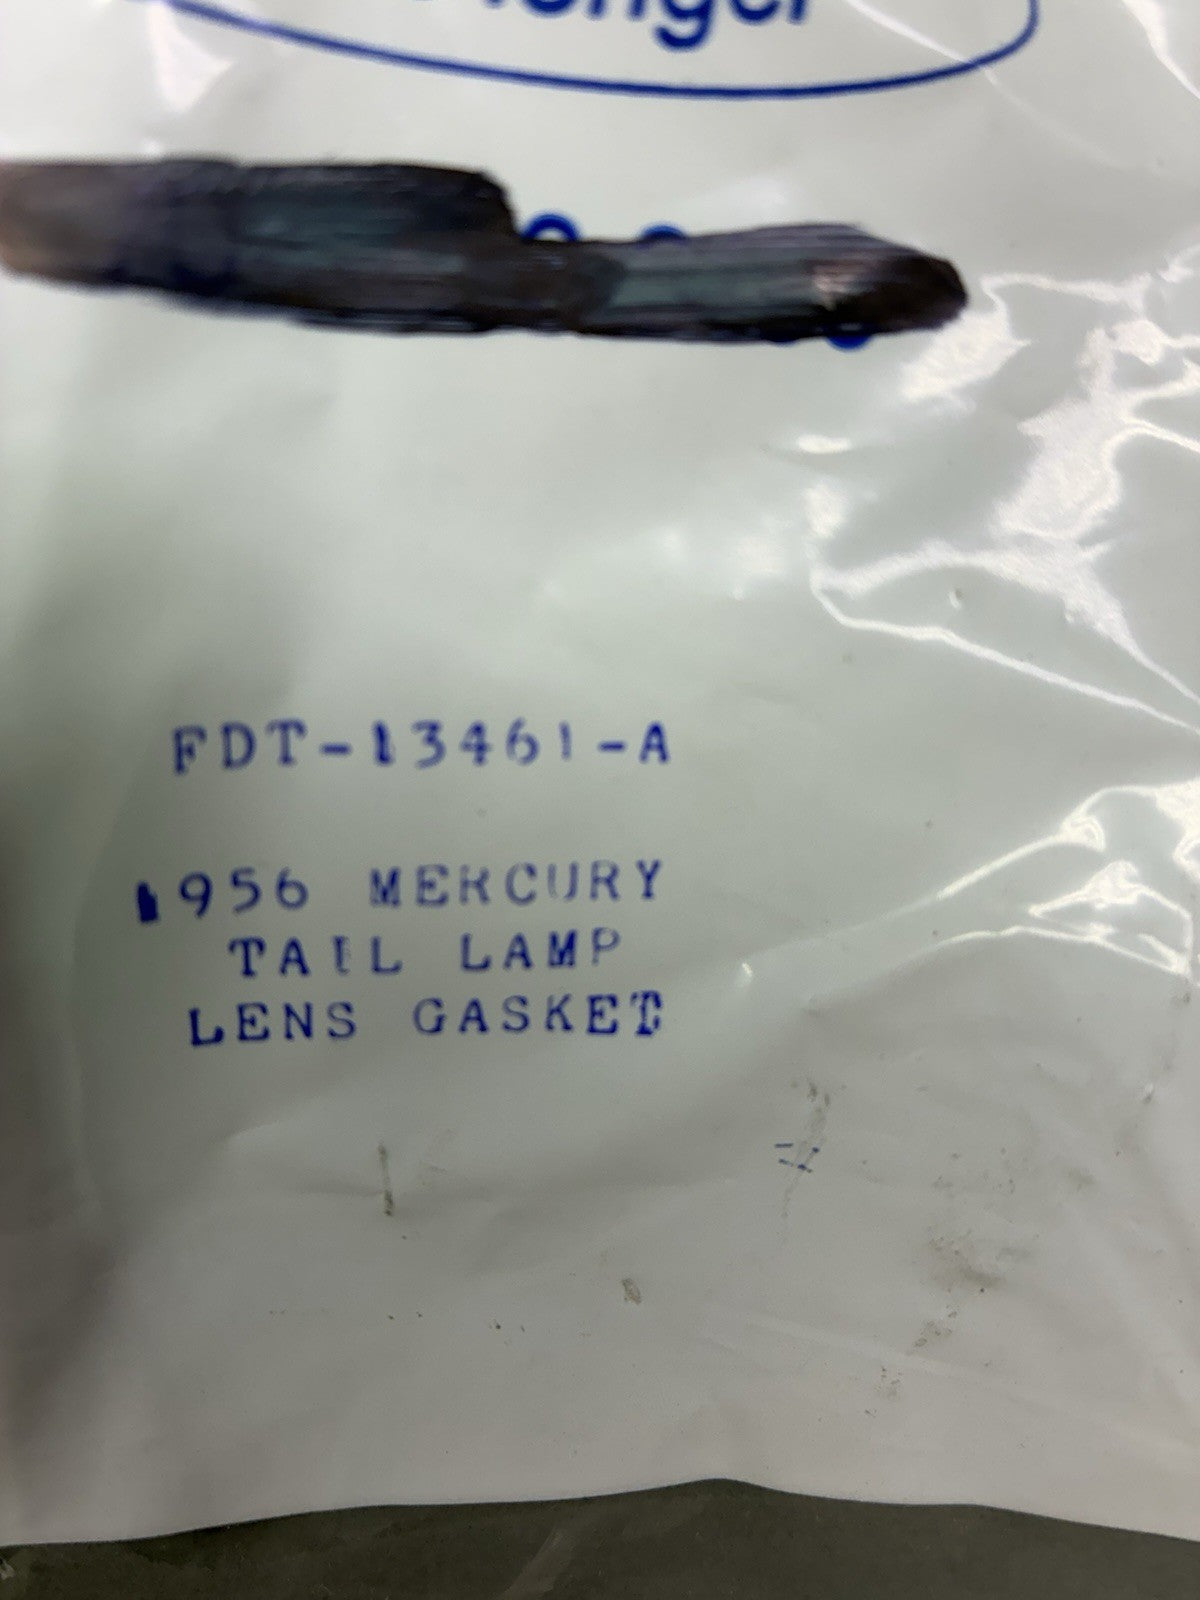 FDT-13461-A
1956 MERCURY
TAIL LAMP
LENS GASKET